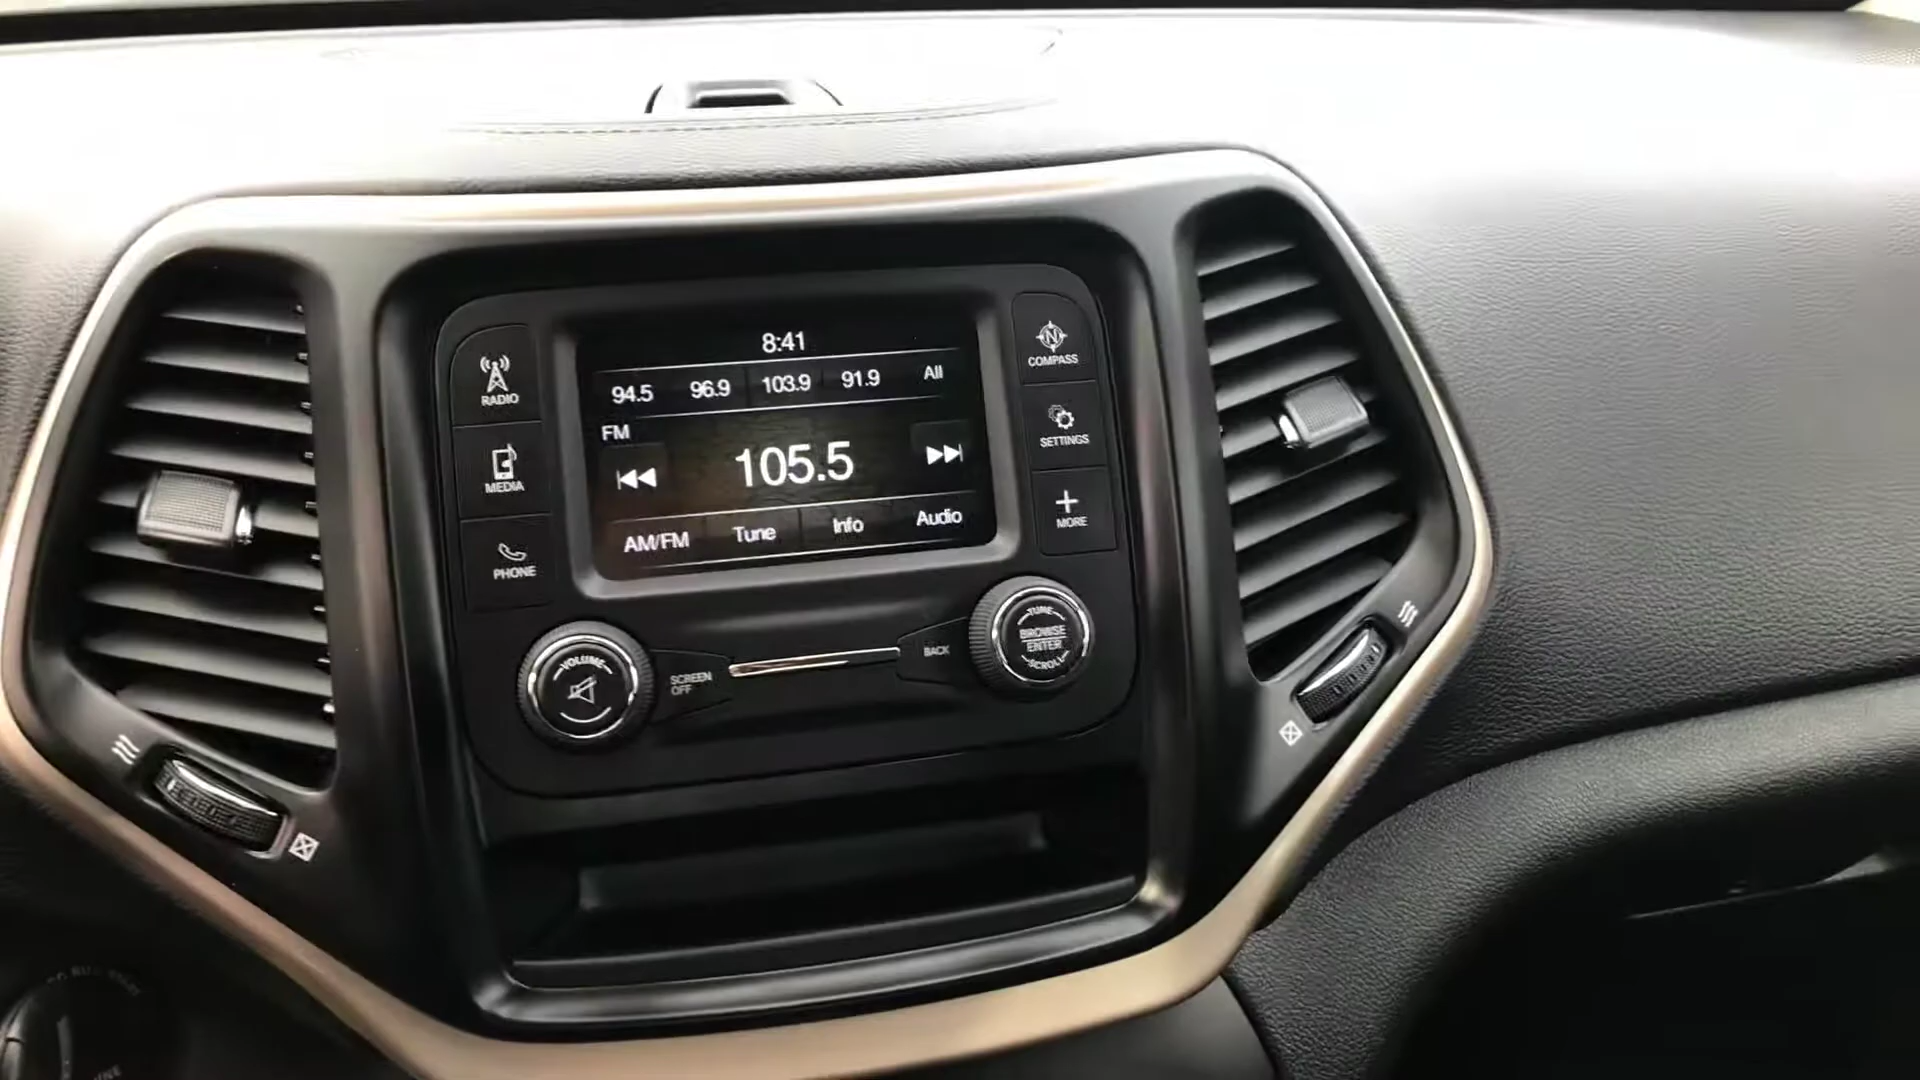 8:41
94.5 96.9 103.9 91.9 All
FM
105.5
AM/FM Tune Info Audio
RADIO
MEDIA
PHONE
N
COMPASS
SETTINGS
MORE
VOLUME
SCREEN
OFF
BACK
TUNE
BROWSE
ENTER
SCROLL